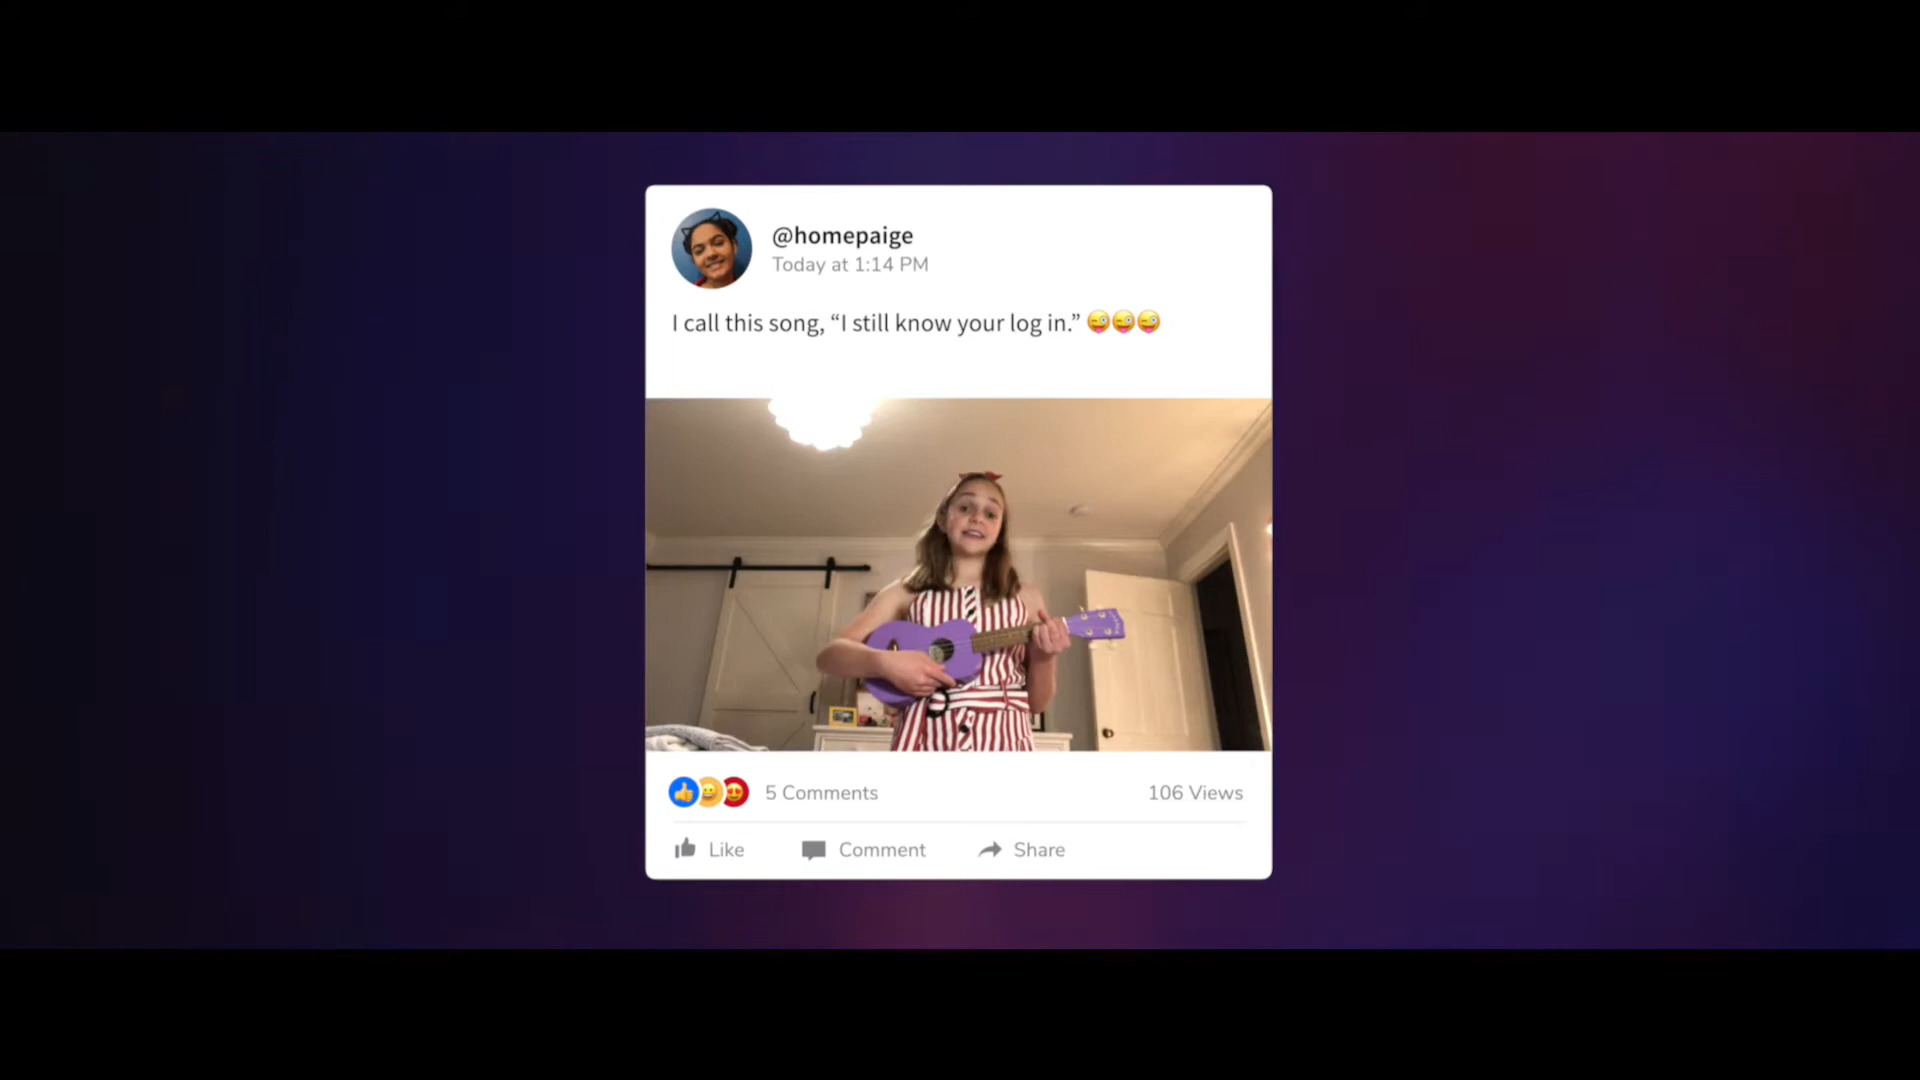 @homepaige
Today at 1:14 PM
I call this song, “I still know your log in.” 😜😜😜
5 Comments
106 Views
Like
Comment
Share